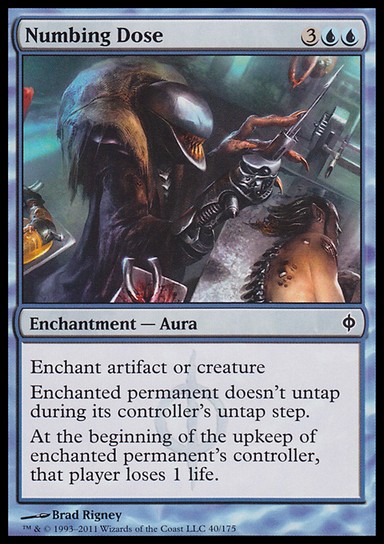 Numbing Dose 3
Enchantment — Aura
Enchant artifact or creature
Enchanted permanent doesn't untap
during its controller's untap step.
At the beginning of the upkeep of
enchanted permanent's controller,
that player loses 1 life.
Brad Rigney
™ & © 1993–2011 Wizards of the Coast LLC 40/175